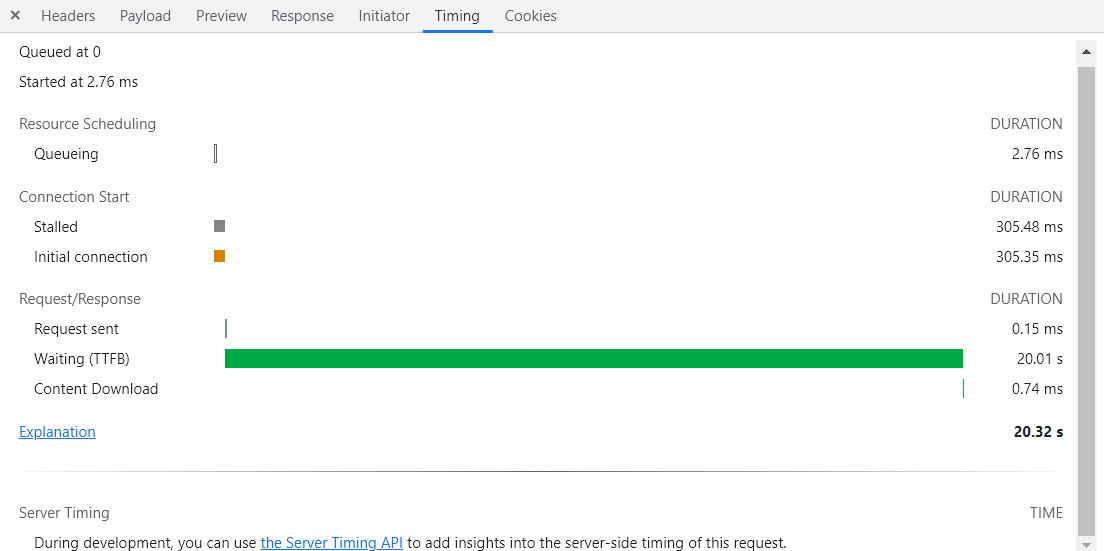 × Headers Payload Preview Response Initiator Timing Cookies
Queued at 0
Started at 2.76 ms
Resource Scheduling DURATION
Queueing 2.76 ms
Connection Start DURATION
Stalled 305.48 ms
Initial connection 305.35 ms
Request/Response DURATION
Request sent 0.15 ms
Waiting (TTFB) 20.01 s
Content Download 0.74 ms
Explanation 20.32 s
Server Timing TIME
During development, you can use the Server Timing API to add insights into the server-side timing of this request.